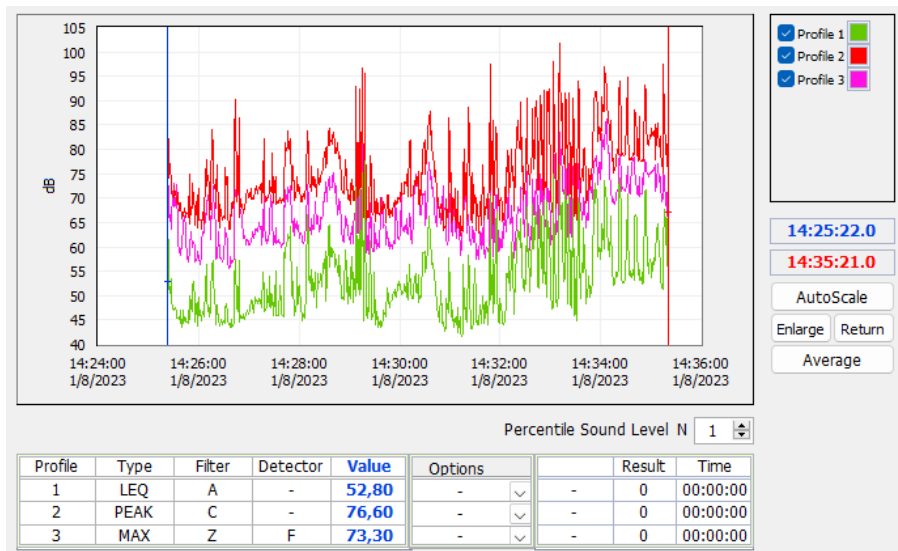 105
100
95
90
85
80
75
70
65
60
55
50
45
40
dB
14:24:00 14:26:00 14:28:00 14:30:00 14:32:00 14:34:00 14:36:00
1/8/2023 1/8/2023 1/8/2023 1/8/2023 1/8/2023 1/8/2023 1/8/2023
Profile 1
Profile 2
Profile 3
14:25:22.0
14:35:21.0
AutoScale
Enlarge Return
Average
Percentile Sound Level N 1
Profile Type Filter Detector Value Options Result Time
1 LEQ A - 52,80 - - 0 00:00:00
2 PEAK C - 76,60 - - 0 00:00:00
3 MAX Z F 73,30 - - 0 00:00:00